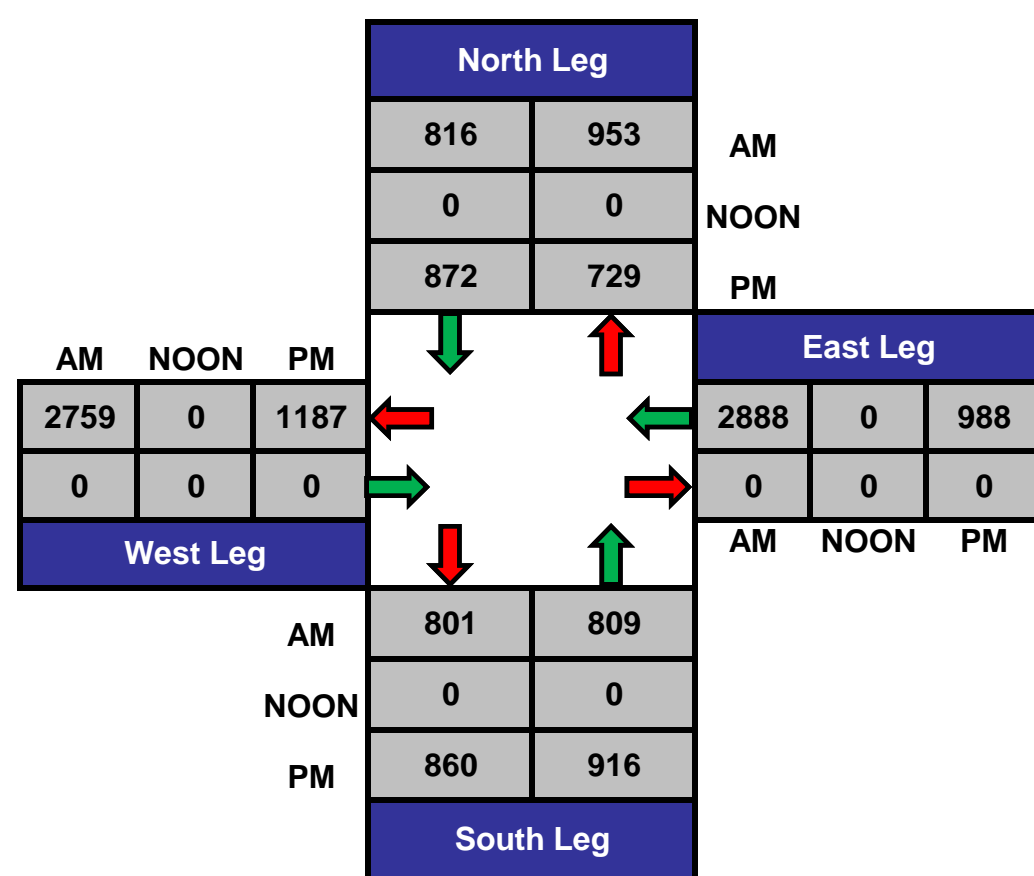 North Leg
816 953 AM
0 0 NOON
872 729 PM
East Leg
AM NOON PM
2759 0 1187
2888 0 988
0 0 0
0 0 0
West Leg
AM NOON PM
AM 801 809
NOON 0 0
PM 860 916
South Leg